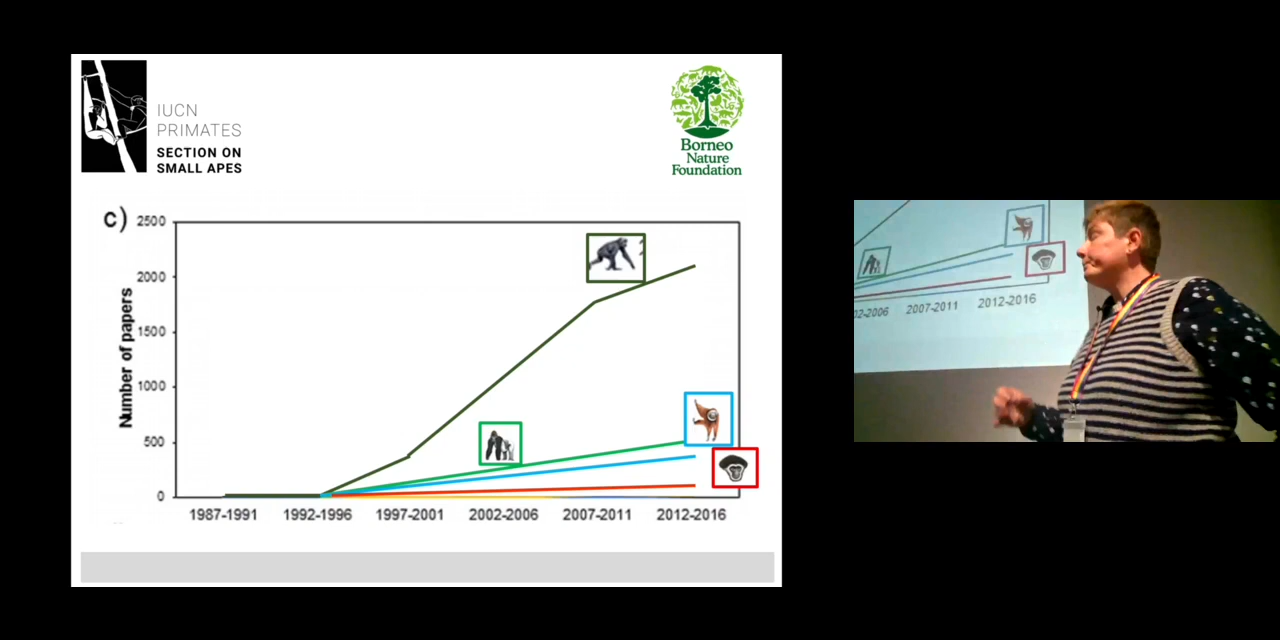 IUCN
PRIMATES
SECTION ON
SMALL APES
Borneo
Nature
Foundation
c)
2500
2000
1500
1000
500
0
Number of papers
1987-1991
1992-1996
1997-2001
2002-2006
2007-2011
2012-2016
02-2006
2007-2011
2012-2016